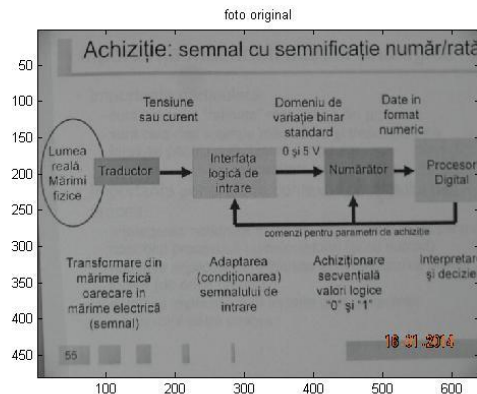 foto original
Achiziție: semnal cu semnificație număr/rată
Tensiune
sau curent
Domeniu de
variație binar
standard
0 și 5 V
Date in
format
numeric
Lumea
reală
Mărimi
fizice
Traductor
Interfața
logică de
intrare
Numărător
Procesor
Digital
comenzi pentru parametri de achiziție
Transformare din
mărime fizică
oarecare in
mărime electrică
(semnal)
Adaptarea
(condiționarea)
semnalului de
intrare
Achiziționare
secvențială
valori logice
"0" și "1"
Interpretare
și decizie
55
16 01 2014
50
100
150
200
250
300
350
400
450
100
200
300
400
500
600